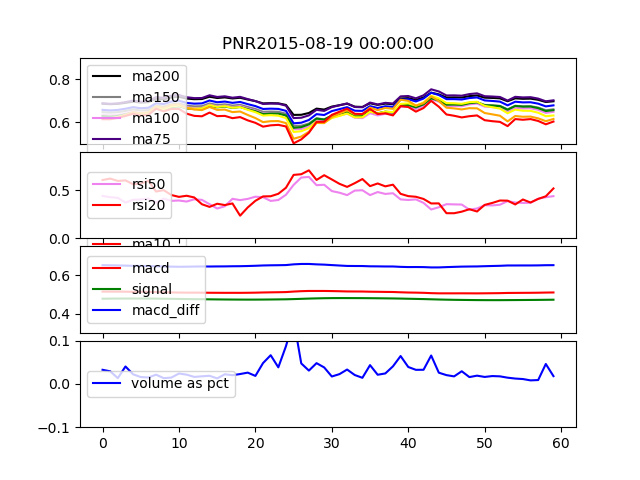 PNR2015-08-19 00:00:00
0.8
0.6
ma200
ma150
ma100
ma75
0.5
0.0
rsi50
rsi20
ma10
0.6
0.4
macd
signal
macd_diff
0.1
0.0
−0.1
volume as pct
0 10 20 30 40 50 60